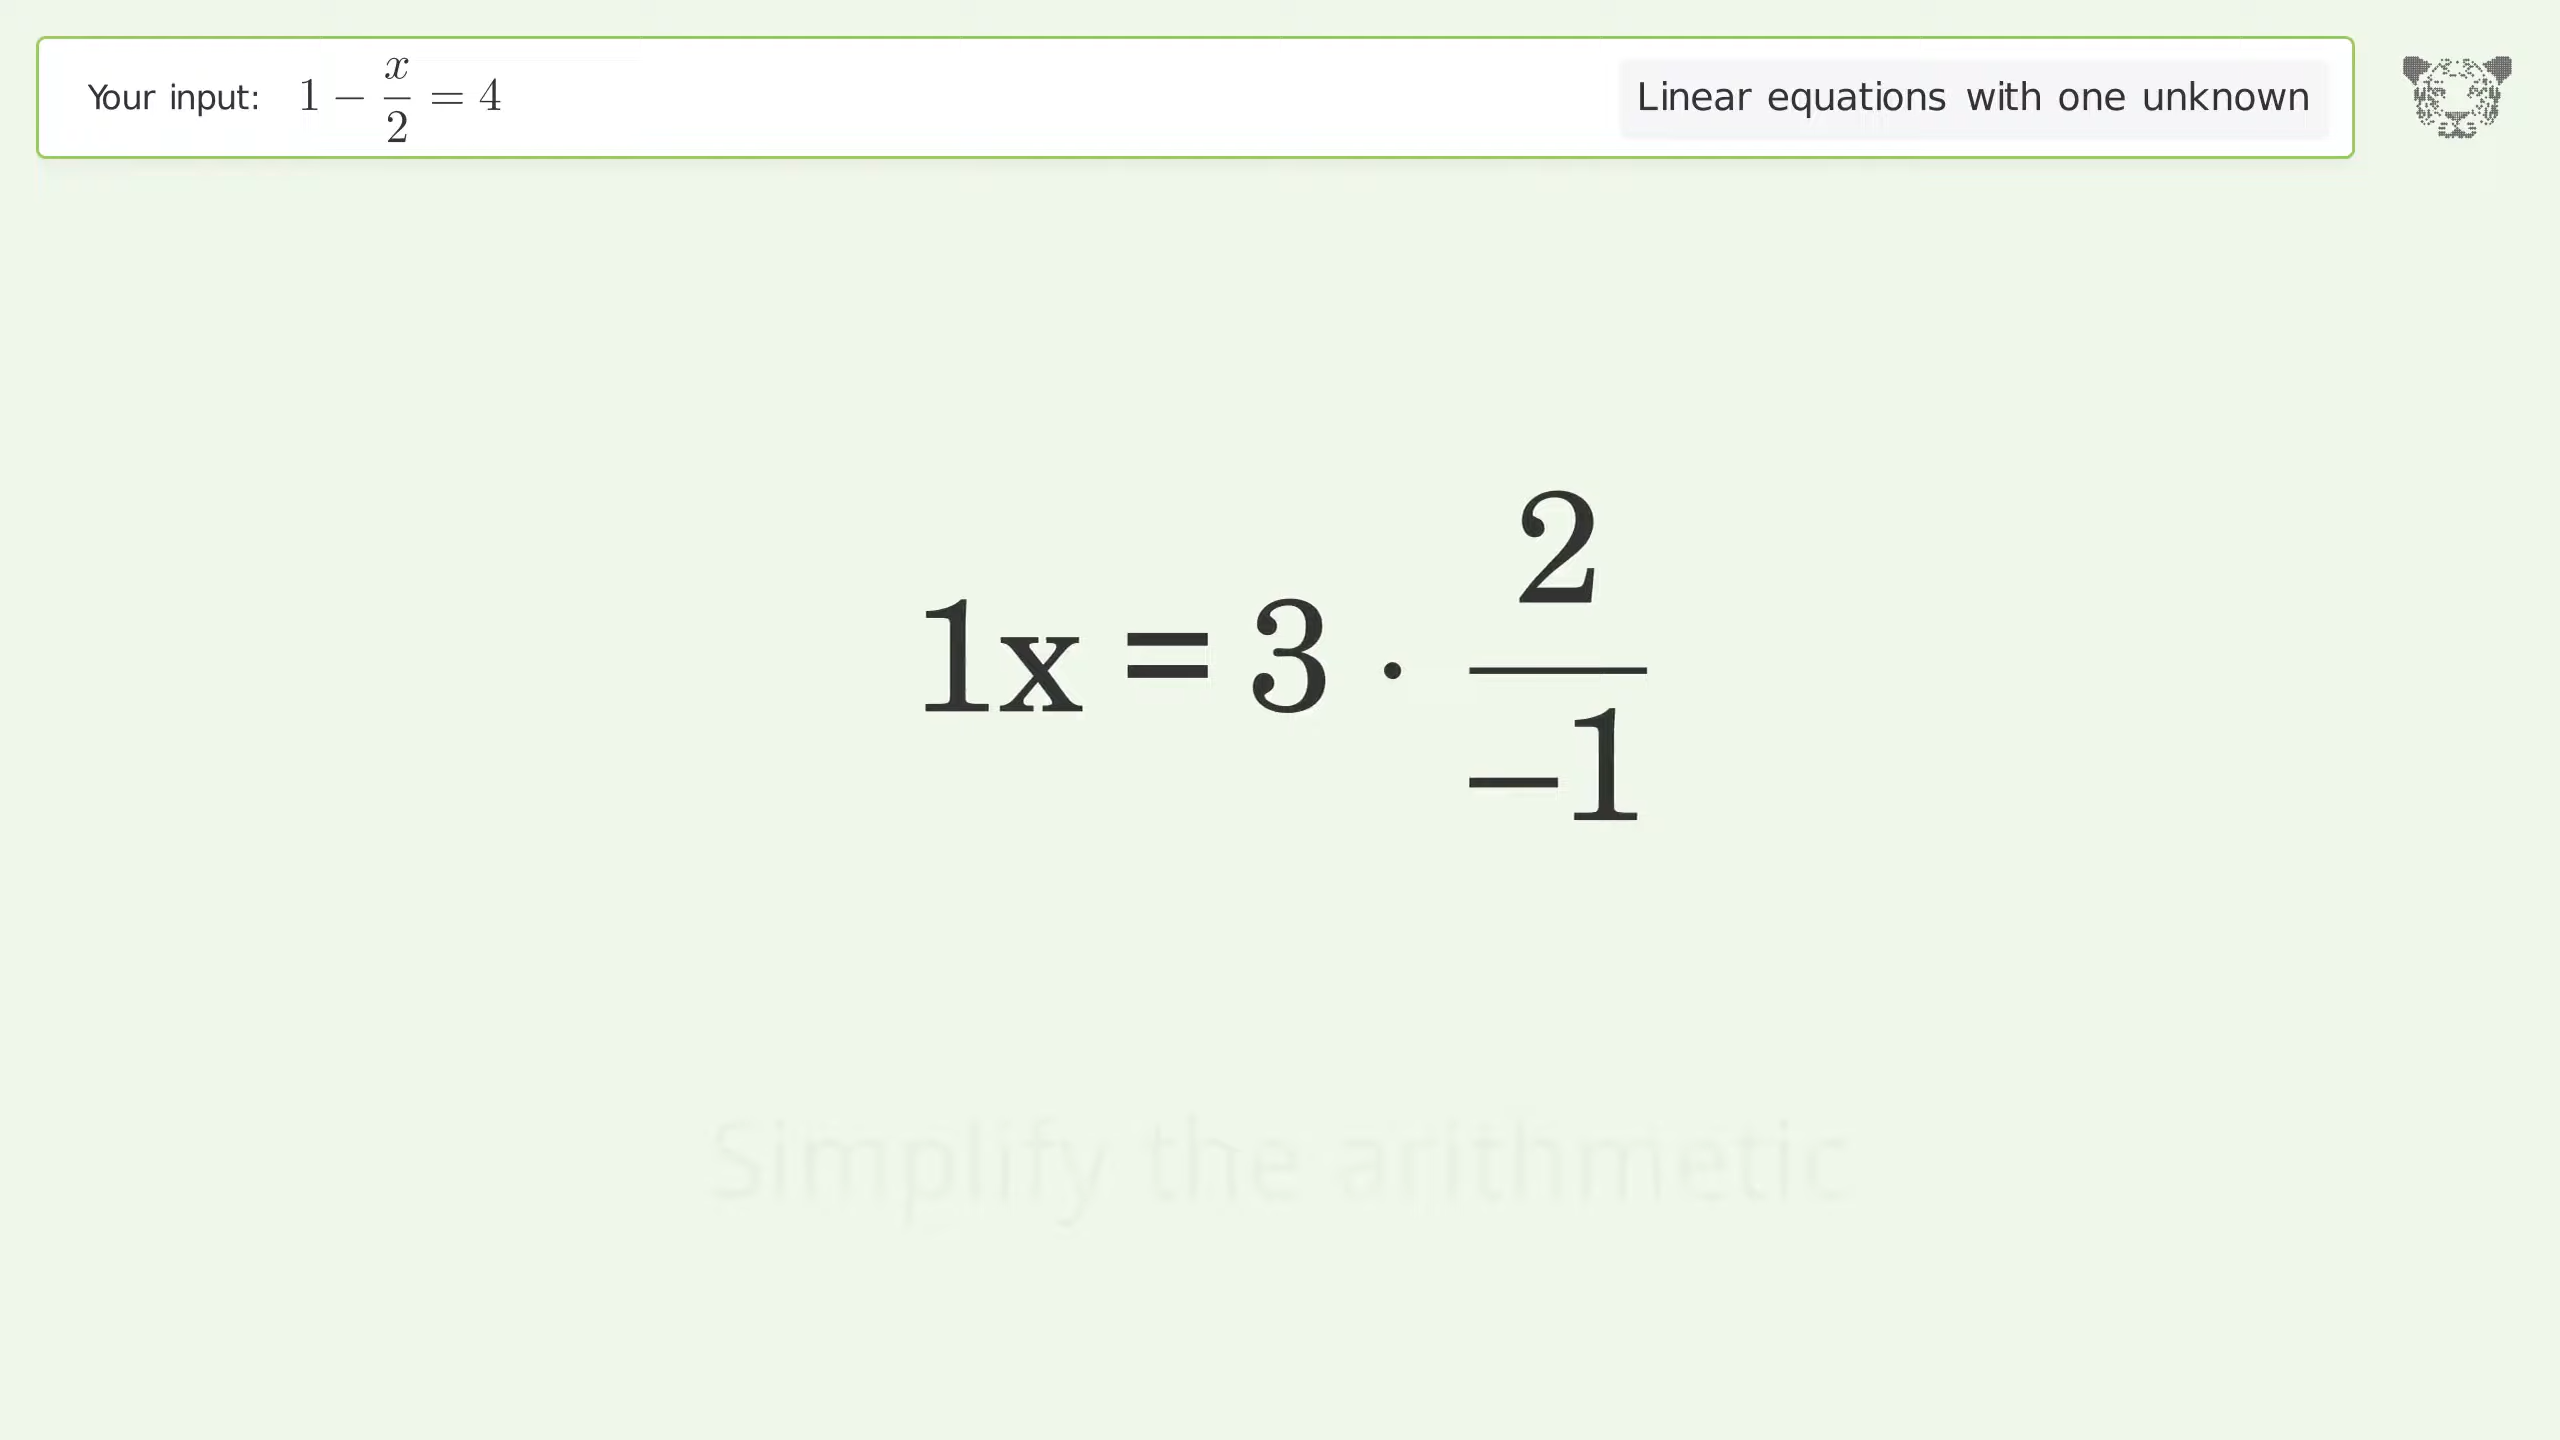 Your input: 1 − x/2 = 4
Linear equations with one unknown
1x = 3 · 2/−1
Simplify the arithmetic